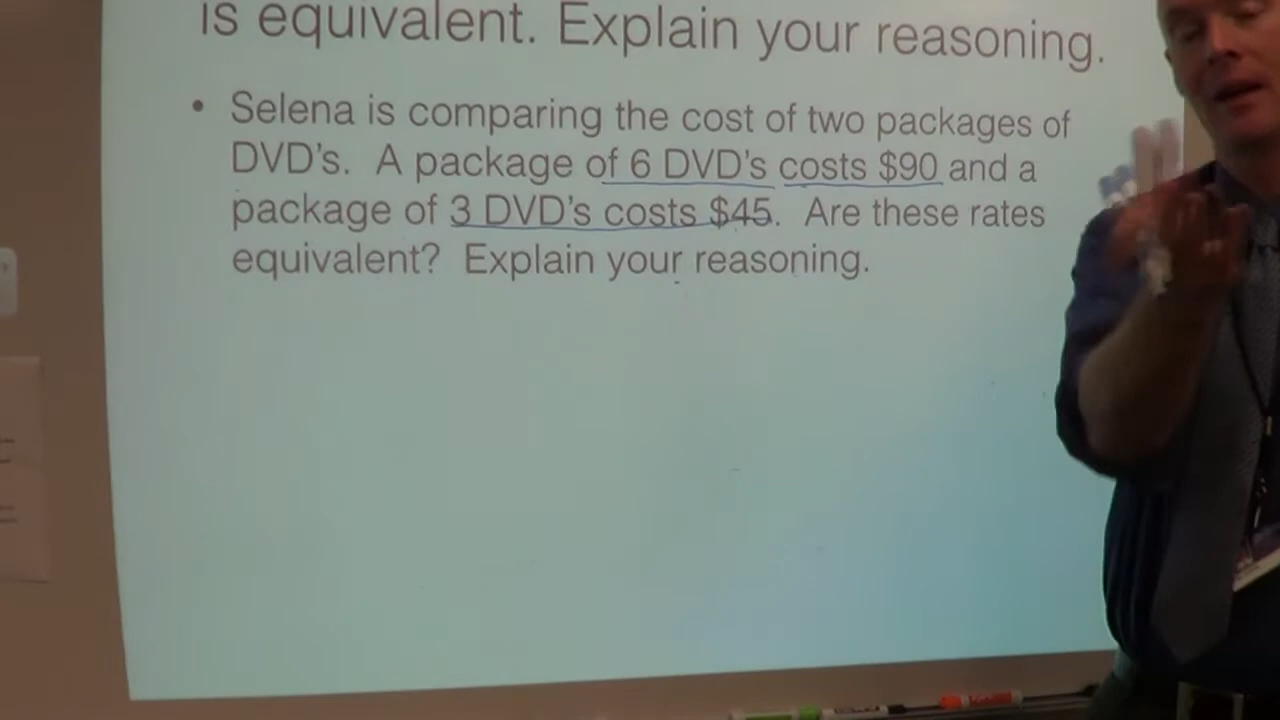 is equivalent. Explain your reasoning.
• Selena is comparing the cost of two packages of
DVD's. A package of 6 DVD's costs $90 and a
package of 3 DVD's costs $45. Are these rates
equivalent? Explain your reasoning.